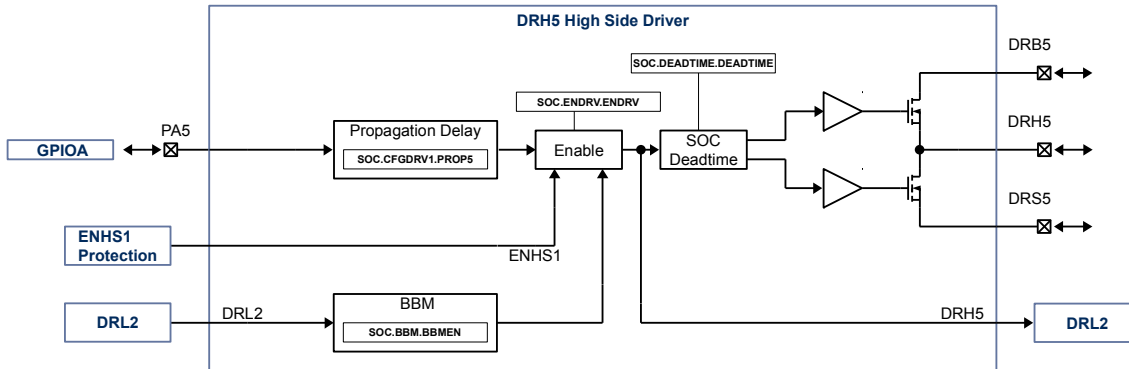 DRH5 High Side Driver
DRB5
SOC.DEADTIME.DEADTIME
SOC.ENDRV.ENDRV
PA5
Propagation Delay
DRH5
GPIOA
SOC.CFGDRV1.PROP5
Enable
SOC
Deadtime
DRS5
ENHS1
Protection
ENHS1
BBM
DRL2
DRL2
DRH5
DRL2
SOC.BBM.BBMEN